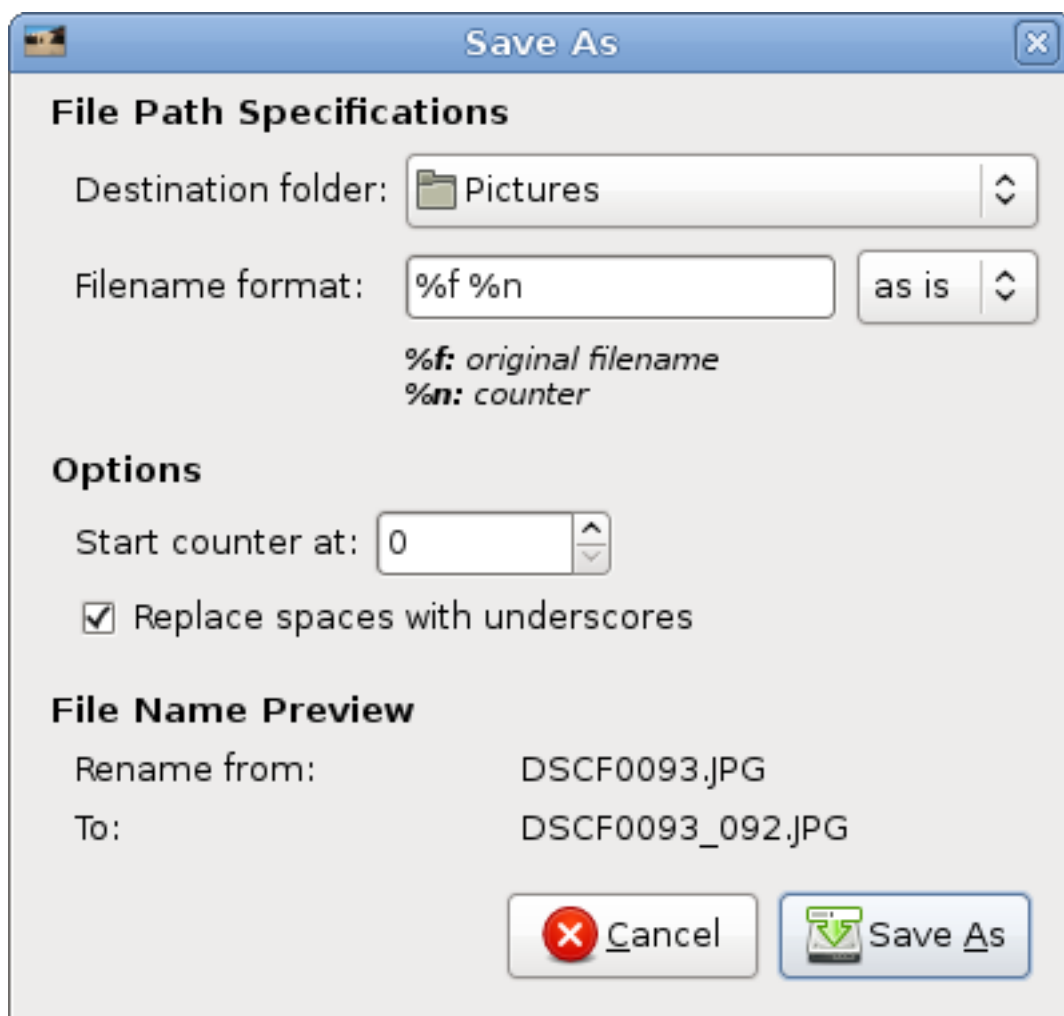 Save As
File Path Specifications
Destination folder: Pictures
Filename format: %f %n as is
%f: original filename
%n: counter
Options
Start counter at: 0
Replace spaces with underscores
File Name Preview
Rename from: DSCF0093.JPG
To: DSCF0093_092.JPG
Cancel Save As